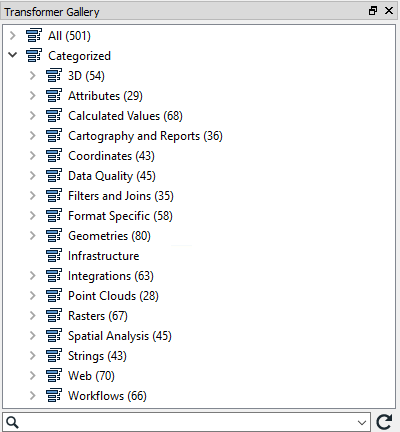 Transformer Gallery
All (501)
Categorized
3D (54)
Attributes (29)
Calculated Values (68)
Cartography and Reports (36)
Coordinates (43)
Data Quality (45)
Filters and Joins (35)
Format Specific (58)
Geometries (80)
Infrastructure
Integrations (63)
Point Clouds (28)
Rasters (67)
Spatial Analysis (45)
Strings (43)
Web (70)
Workflows (66)